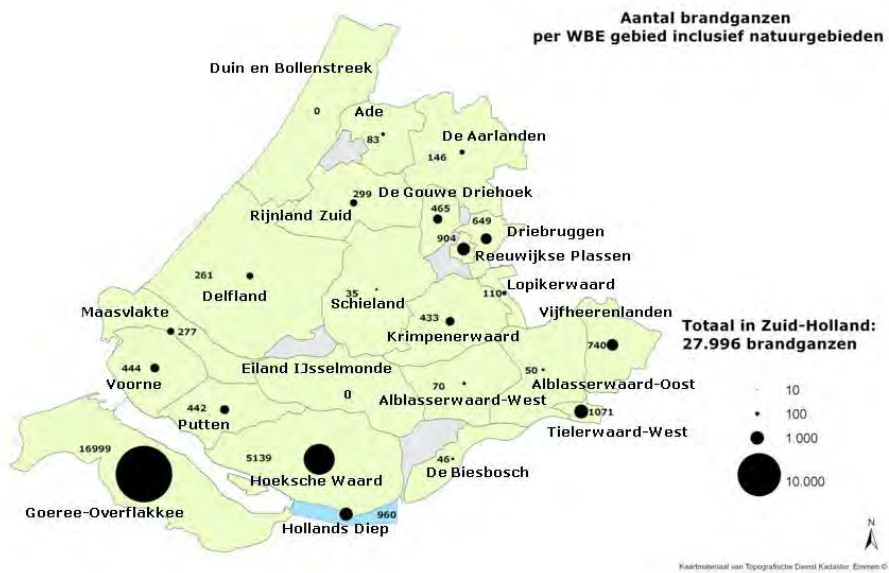 Aantal brandganzen
per WBE gebied inclusief natuurgebieden
Duin en Bollenstreek
0
Ade
83
De Aarlanden
146
299
De Gouwe Driehoek
Rijnland Zuid
465
649
Driebruggen
904
Reeuwijkse Plassen
261
Delfland
35
Schieland
Lopikerwaard
110
Maasvlakte
277
433
Krimpenerwaard
Vijfheerenlanden
740
Totaal in Zuid-Holland:
27.996 brandganzen
10
100
1.000
10.000
444
Voorne
Eiland IJsselmonde
0
70
Alblasserwaard-West
50
Alblasserwaard-Oost
442
Putten
1071
Tielerwaard-West
16999
Goeree-Overflakkee
5139
Hoeksche Waard
46
De Biesbosch
960
Hollands Diep
N
Kaartmateriaal van Topografische Dienst Kadaster, Emmen ©